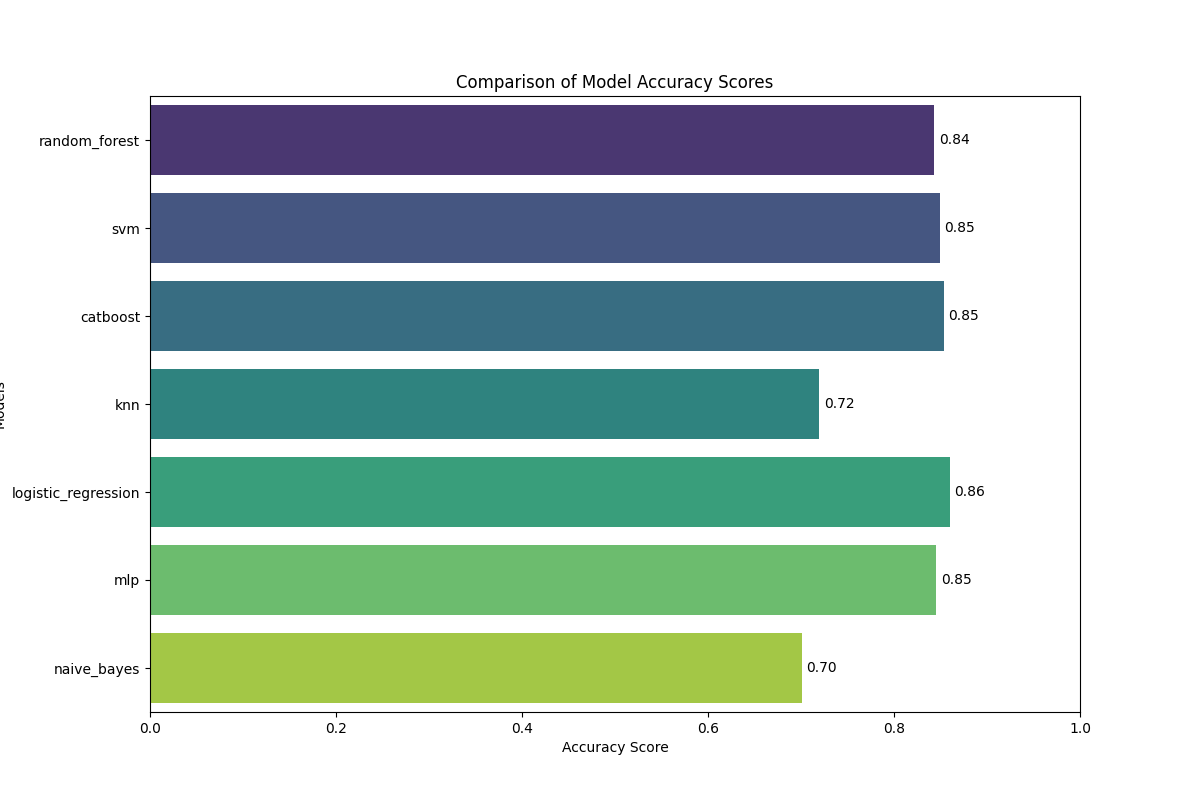 Comparison of Model Accuracy Scores
random_forest
0.84
svm
0.85
catboost
0.85
knn
0.72
Models
logistic_regression
0.86
mlp
0.85
naive_bayes
0.70
0.0 0.2 0.4 0.6 0.8 1.0
Accuracy Score